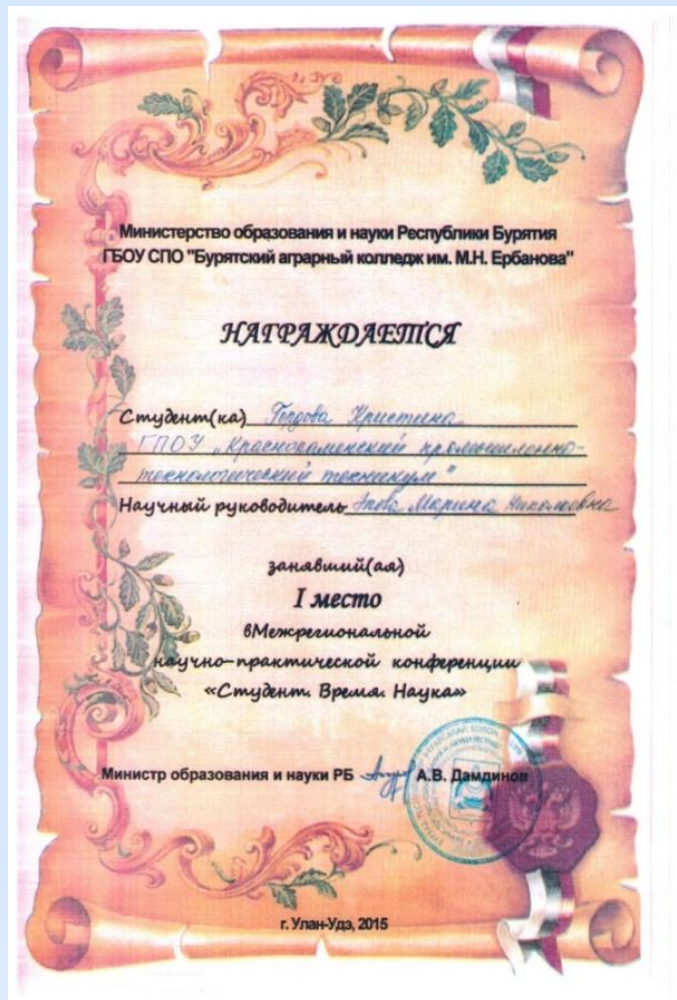 Министерство образования и науки Республики Бурятия
ГБОУ СПО "Бурятский аграрный колледж им. М.Н. Ербанова"
НАГРАЖДАЕТСЯ
Студент(ка) Кристина
ГПОУ "Краснокаменский промышленно-
технологический техникум"
Научный руководитель Марина Николаевна
занявший(ая)
I место
вМежрегиональной
научно-практической конференции
«Студент. Время. Наука»
Министр образования и науки РБ А.В. Дамдинов
г. Улан-Удэ, 2015